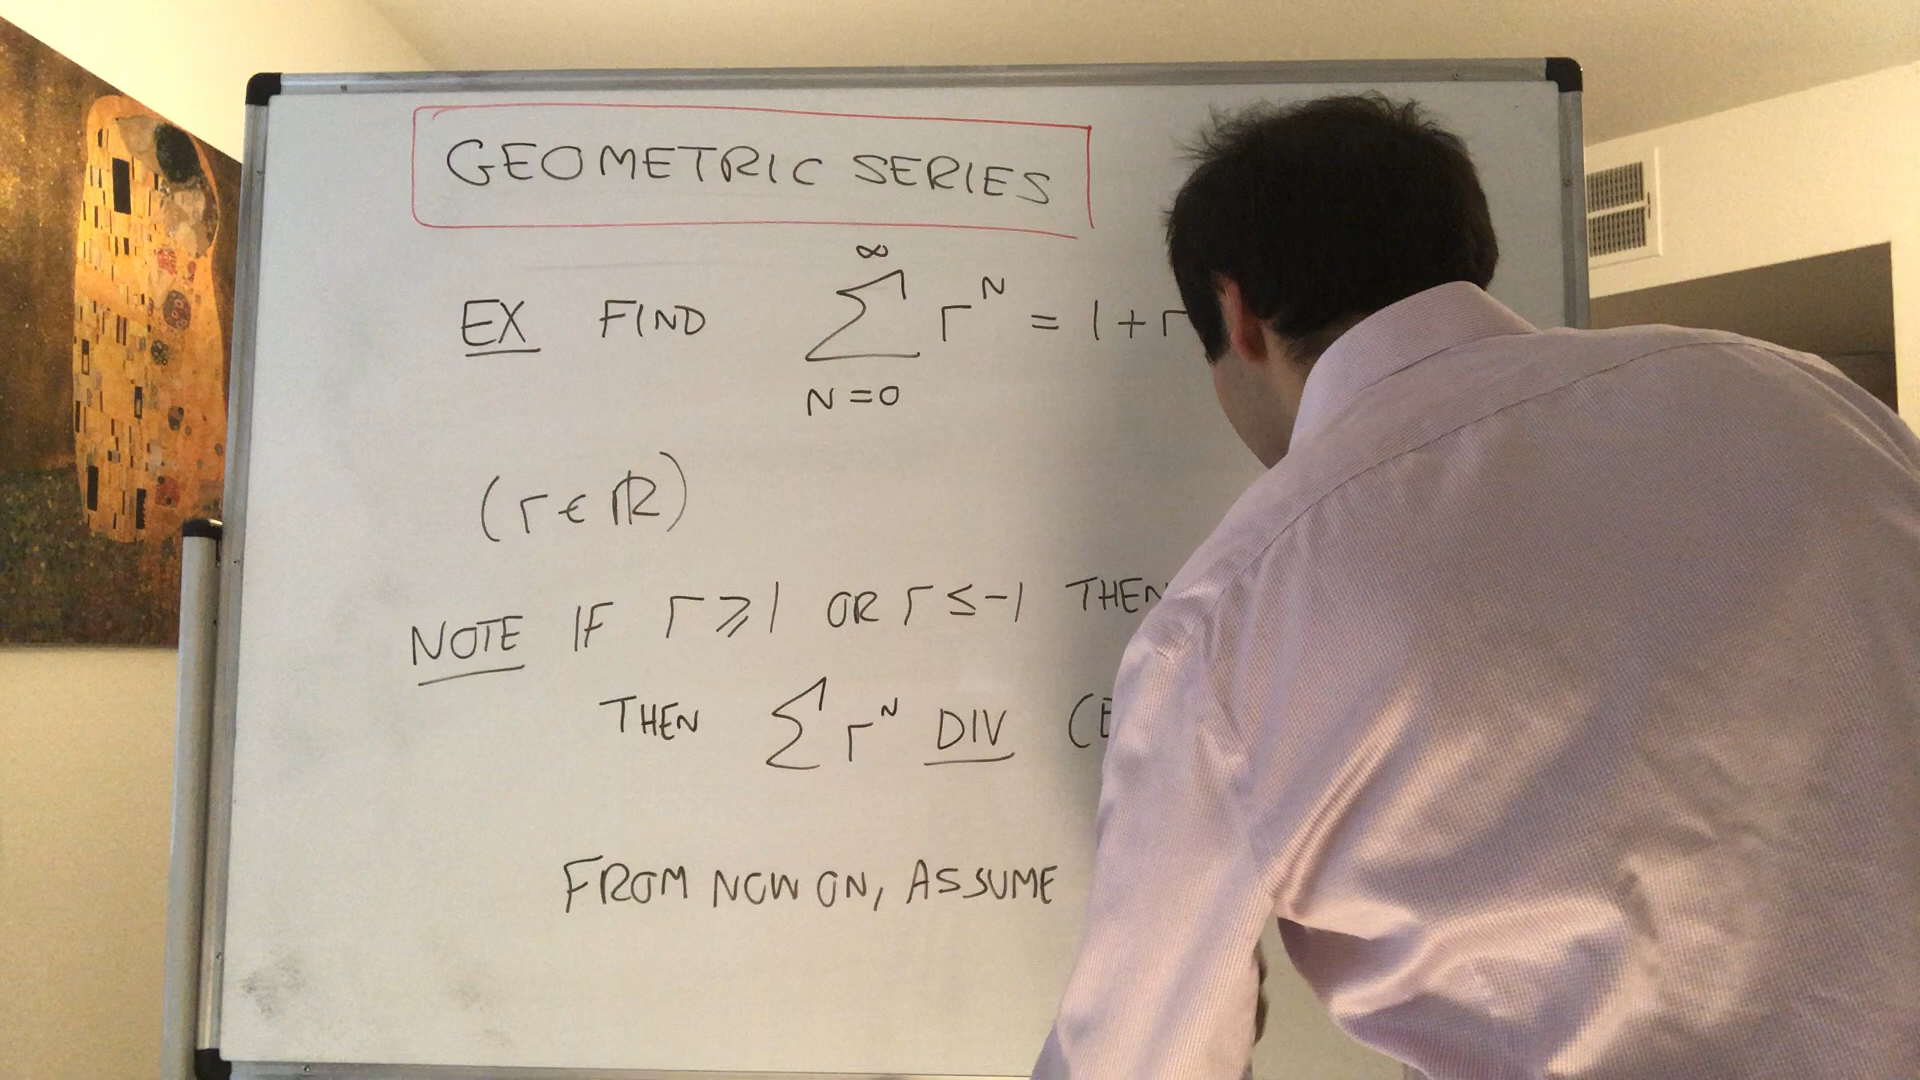 GEOMETRIC SERIES
EX FIND ∑ r^N = 1 + r
∞
N = 0
(r ∈ ℝ)
NOTE IF r ⩾ 1 OR r ≤ -1 THEN
THEN ∑ r^N DIV (
FROM NOW ON, ASSUME